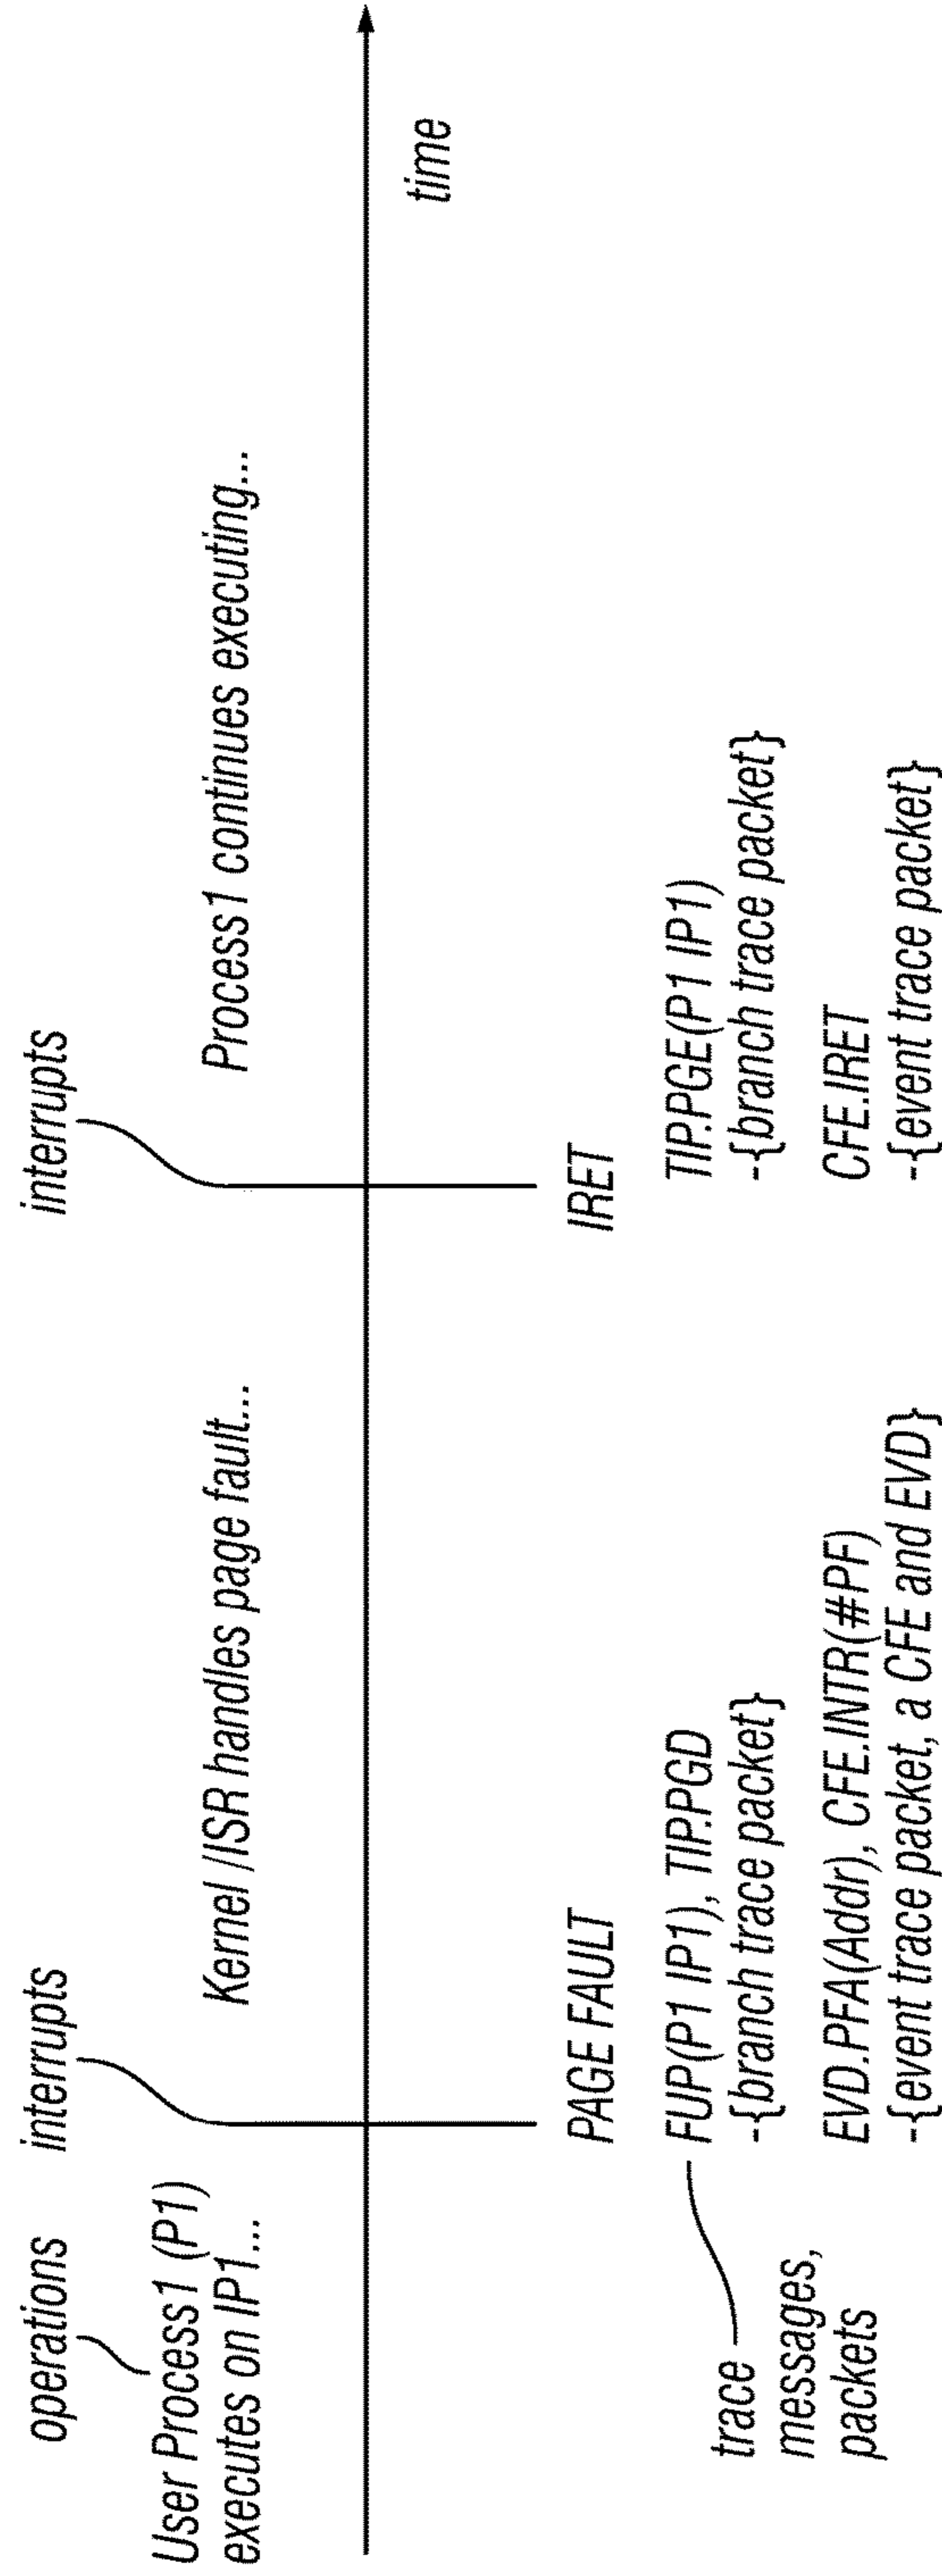 operations
interrupts
interrupts
User Process1 (P1)
executes on IP1...
Kernel /ISR handles page fault...
Process1 continues executing...
time
PAGE FAULT
IRET
trace
messages,
packets
FUP(P1 IP1), TIP.PGD
-{branch trace packet}
EVD.PFA(Addr), CFE.INTR(#PF)
-{event trace packet, a CFE and EVD}
TIP.PGE(P1 IP1)
-{branch trace packet}
CFE.IRET
-{event trace packet}